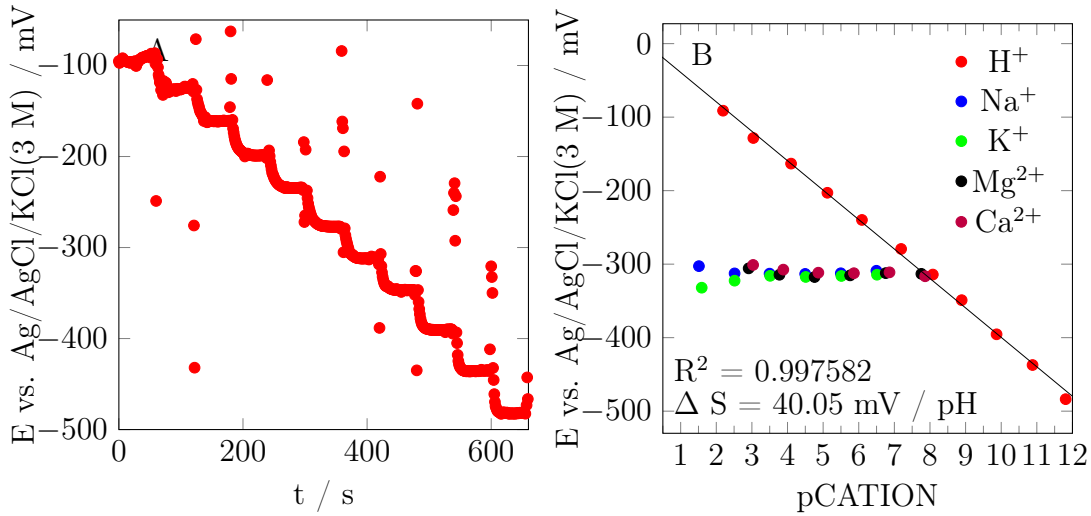 A
E vs. Ag/AgCl/KCl(3 M) / mV
−100
−200
−300
−400
−500
0
200
400
600
t / s
B
E vs. Ag/AgCl/KCl(3 M) / mV
0
−100
−200
−300
−400
−500
H⁺
Na⁺
K⁺
Mg²⁺
Ca²⁺
R² = 0.997582
Δ S = 40.05 mV / pH
1 2 3 4 5 6 7 8 9 10 11 12
pCATION